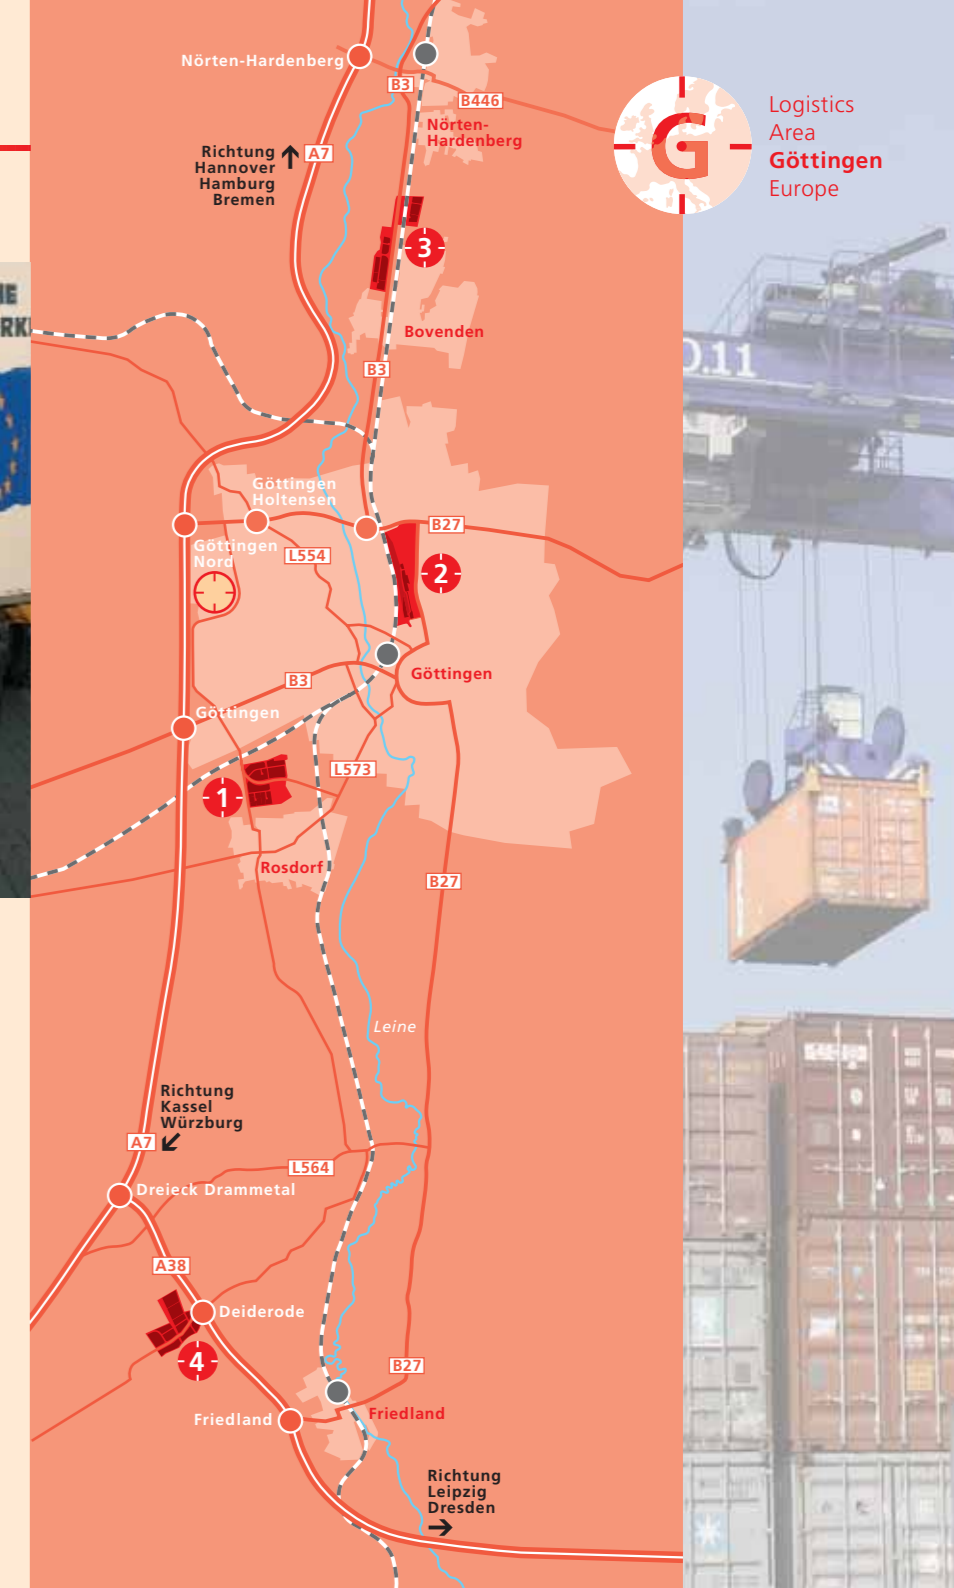 Nörten-Hardenberg
B3
B446
Nörten-
Hardenberg
Logistics
Area
Göttingen
Europe
G
Richtung
Hannover
Hamburg
Bremen
A7
3
Bovenden
B3
0.11
Göttingen
Holtensen
B27
L554
Göttingen
Nord
2
Göttingen
B3
Göttingen
L573
1
Rosdorf
B27
Leine
Richtung
Kassel
Würzburg
A7
L564
Dreieck Drammetal
A38
Deiderode
4
B27
Friedland
Friedland
Richtung
Leipzig
Dresden